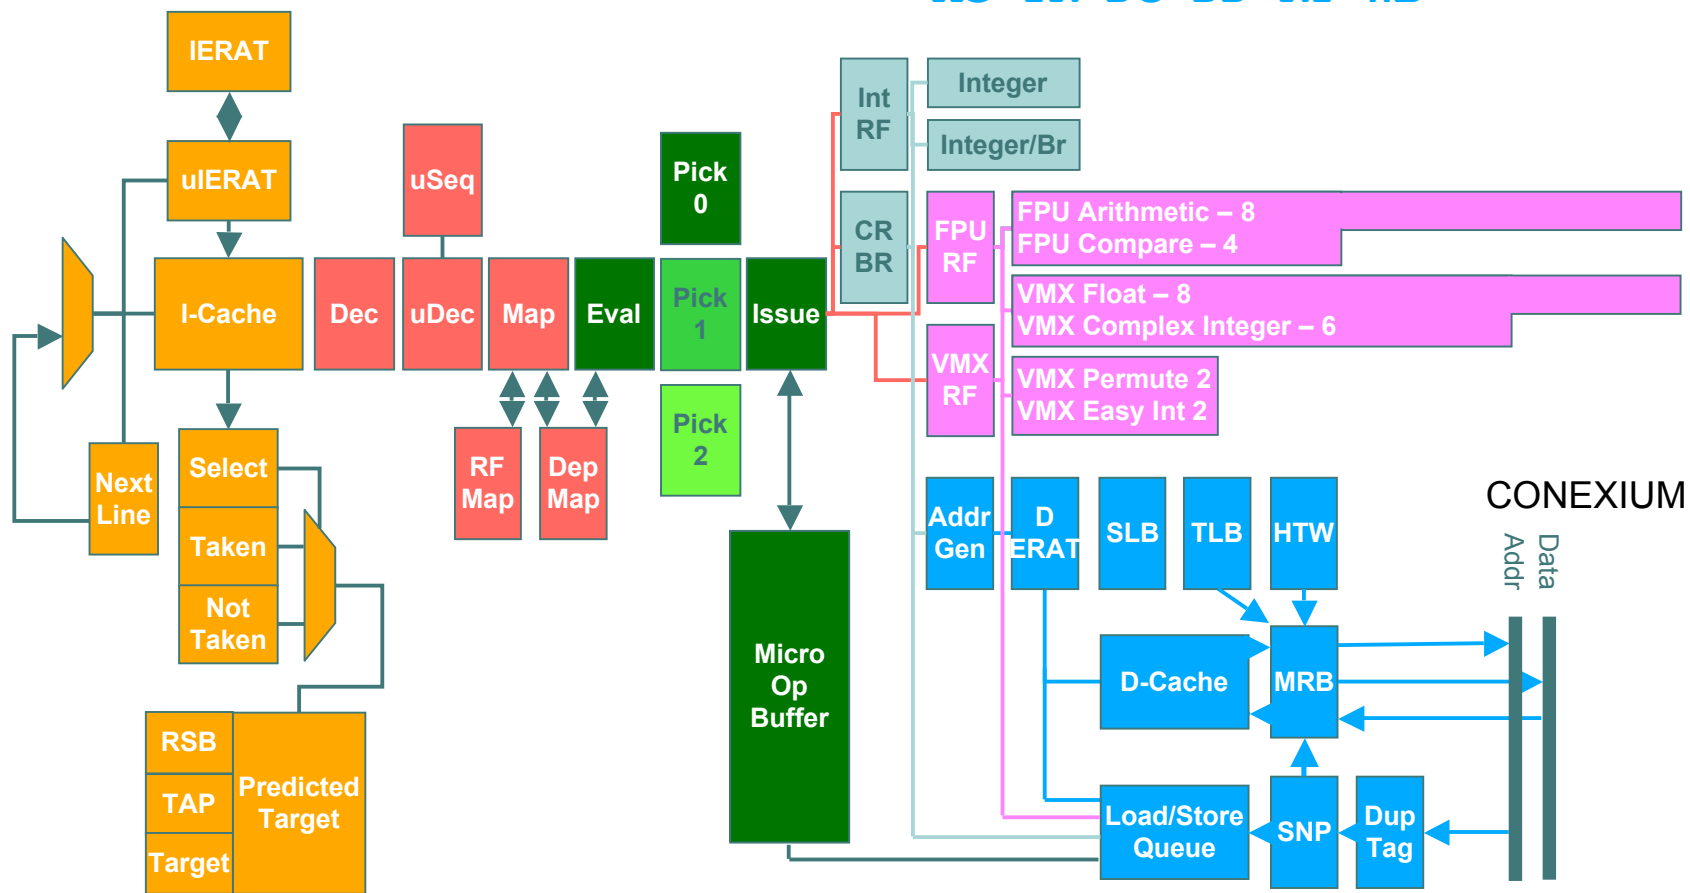 IERAT
uIERAT
I-Cache
Next
Line
Select
Taken
Not
Taken
RSB
TAP
Target
Predicted
Target
uSeq
Dec
uDec
Map
RF
Map
Dep
Map
Eval
Pick
0
Pick
1
Pick
2
Issue
Micro
Op
Buffer
Int
RF
Integer
Integer/Br
CR
BR
FPU
RF
FPU Arithmetic – 8
FPU Compare – 4
VMX Float – 8
VMX Complex Integer – 6
VMX
RF
VMX Permute 2
VMX Easy Int 2
Addr
Gen
D
ERAT
SLB
TLB
HTW
CONEXIUM
Addr
Data
D-Cache
MRB
Load/Store
Queue
SNP
Dup
Tag